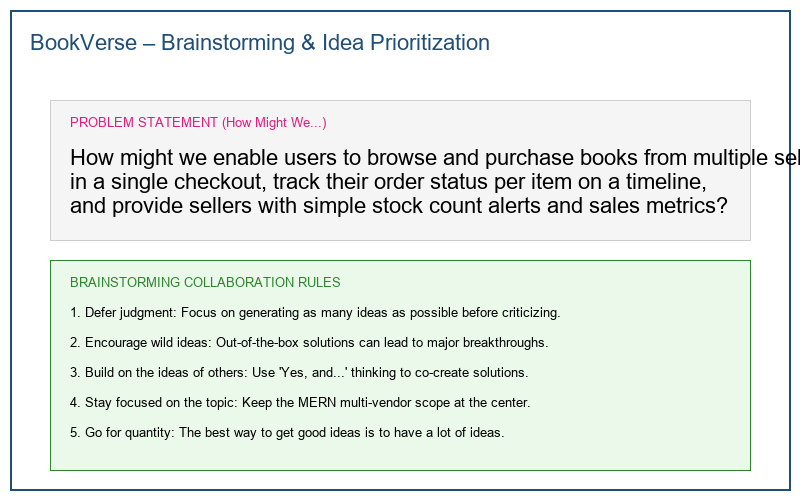 BookVerse – Brainstorming & Idea Prioritization
PROBLEM STATEMENT (How Might We...)
How might we enable users to browse and purchase books from multiple
in a single checkout, track their order status per item on a timeline,
and provide sellers with simple stock count alerts and sales metrics?
BRAINSTORMING COLLABORATION RULES
1. Defer judgment: Focus on generating as many ideas as possible before criticizing.
2. Encourage wild ideas: Out-of-the-box solutions can lead to major breakthroughs.
3. Build on the ideas of others: Use 'Yes, and...' thinking to co-create solutions.
4. Stay focused on the topic: Keep the MERN multi-vendor scope at the center.
5. Go for quantity: The best way to get good ideas is to have a lot of ideas.